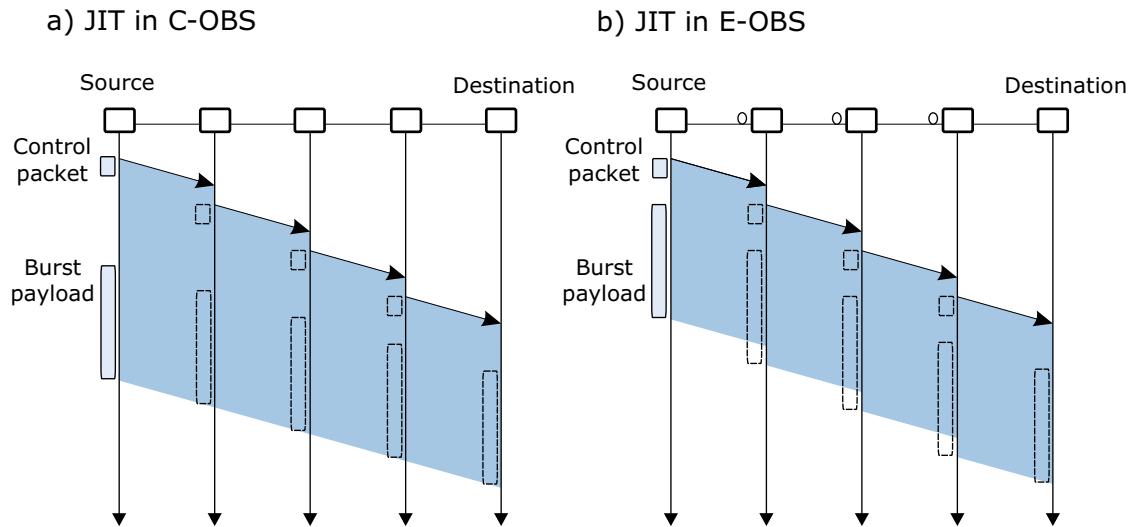 a) JIT in C-OBS
Source
Destination
Control
packet
Burst
payload
b) JIT in E-OBS
Source
Destination
Control
packet
Burst
payload